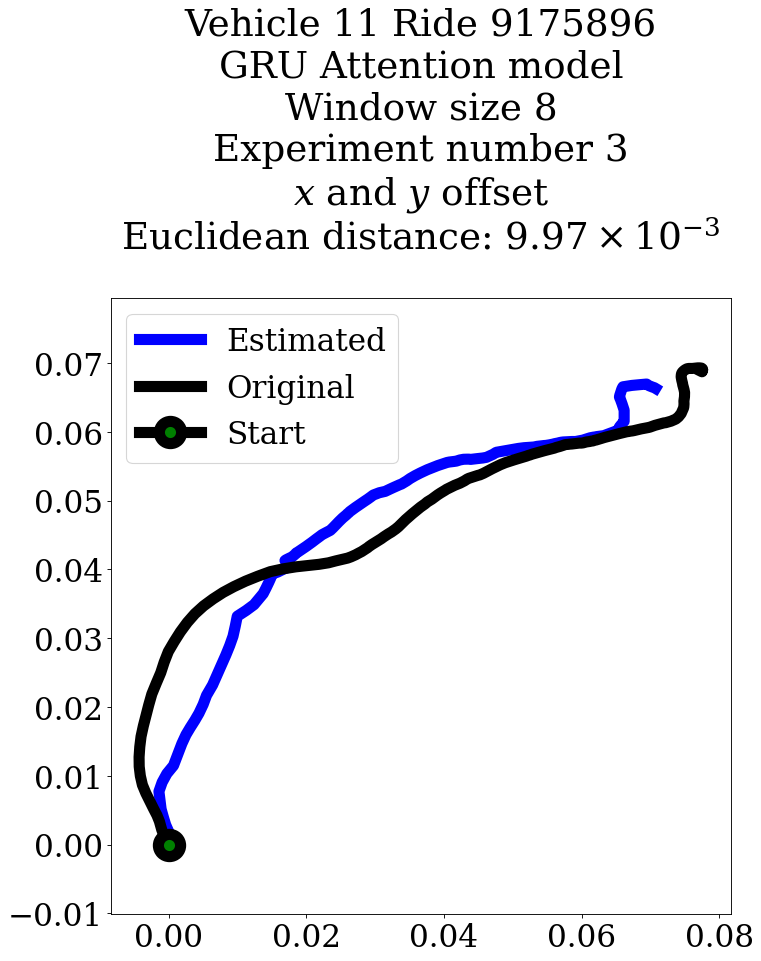 Vehicle 11 Ride 9175896
GRU Attention model
Window size 8
Experiment number 3
x and y offset
Euclidean distance: 9.97 × 10⁻³
Estimated
Original
Start
0.07
0.06
0.05
0.04
0.03
0.02
0.01
0.00
−0.01
0.00 0.02 0.04 0.06 0.08